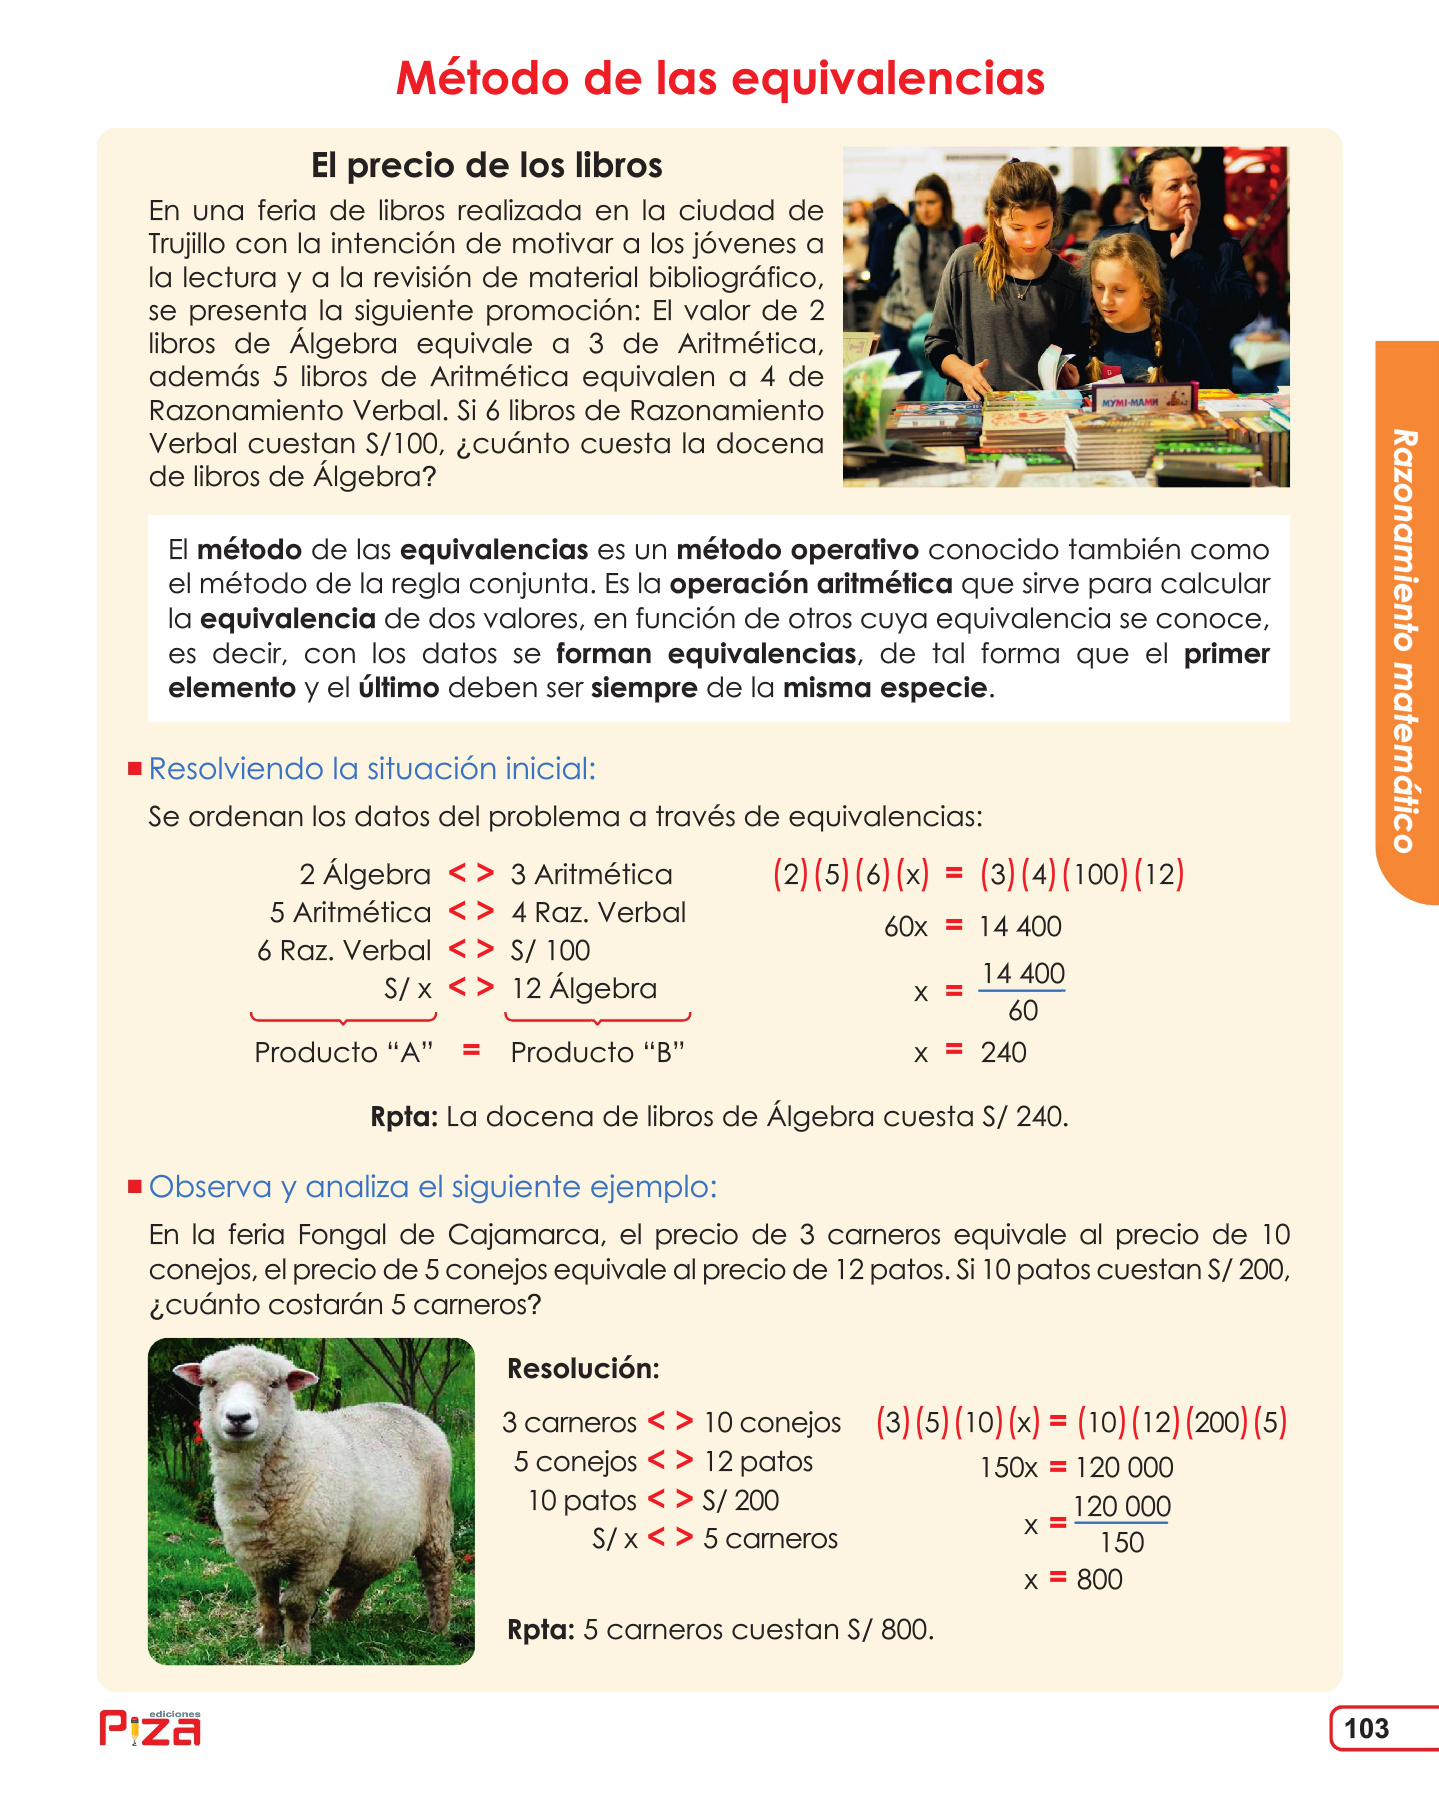 Método de las equivalencias
El precio de los libros
En una feria de libros realizada en la ciudad de
Trujillo con la intención de motivar a los jóvenes a
la lectura y a la revisión de material bibliográfico,
se presenta la siguiente promoción: El valor de 2
libros de Álgebra equivale a 3 de Aritmética,
además 5 libros de Aritmética equivalen a 4 de
Razonamiento Verbal. Si 6 libros de Razonamiento
Verbal cuestan S/100, ¿cuánto cuesta la docena
de libros de Álgebra?
МУМІ-МАМИ
El método de las equivalencias es un método operativo conocido también como
el método de la regla conjunta. Es la operación aritmética que sirve para calcular
la equivalencia de dos valores, en función de otros cuya equivalencia se conoce,
es decir, con los datos se forman equivalencias, de tal forma que el primer
elemento y el último deben ser siempre de la misma especie.
Razonamiento matemático
Resolviendo la situación inicial:
Se ordenan los datos del problema a través de equivalencias:
2 Álgebra < > 3 Aritmética
5 Aritmética < > 4 Raz. Verbal
6 Raz. Verbal < > S/ 100
S/ x < > 12 Álgebra
Producto “A” = Producto “B”
(2)(5)(6)(x) = (3)(4)(100)(12)
60x = 14 400
x = 14 400
60
x = 240
Rpta: La docena de libros de Álgebra cuesta S/ 240.
Observa y analiza el siguiente ejemplo:
En la feria Fongal de Cajamarca, el precio de 3 carneros equivale al precio de 10
conejos, el precio de 5 conejos equivale al precio de 12 patos. Si 10 patos cuestan S/ 200,
¿cuánto costarán 5 carneros?
Resolución:
3 carneros < > 10 conejos
5 conejos < > 12 patos
10 patos < > S/ 200
S/ x < > 5 carneros
(3)(5)(10)(x) = (10)(12)(200)(5)
150x = 120 000
x = 120 000
150
x = 800
Rpta: 5 carneros cuestan S/ 800.
ediciones
Piza
103